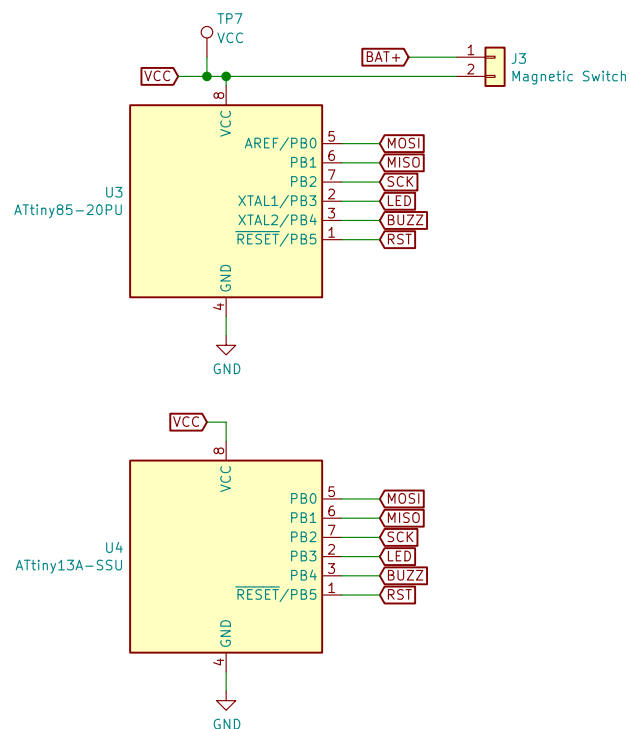 TP7
VCC
VCC
BAT+
1
2
J3
Magnetic Switch
8
VCC
U3
ATtiny85-20PU
AREF/PB0 5 MOSI
PB1 6 MISO
PB2 7 SCK
XTAL1/PB3 2 LED
XTAL2/PB4 3 BUZZ
RESET/PB5 1 RST
GND
4
GND
VCC
8
VCC
U4
ATtiny13A-SSU
PB0 5 MOSI
PB1 6 MISO
PB2 7 SCK
PB3 2 LED
PB4 3 BUZZ
RESET/PB5 1 RST
GND
4
GND